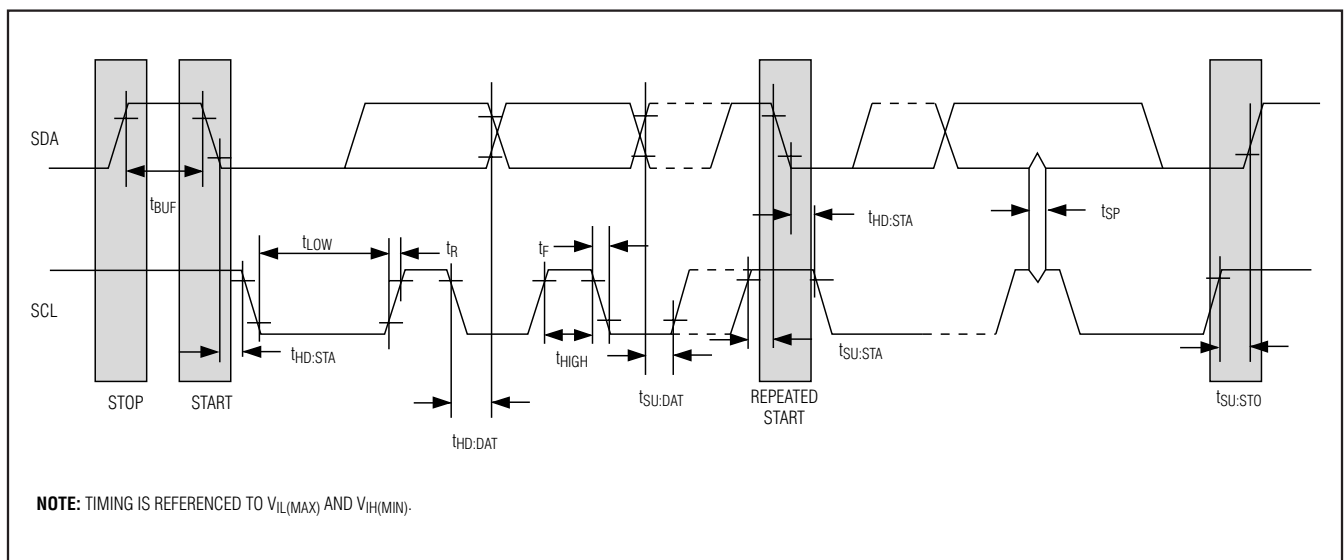 SDA
tBUF
tLOW
tR
tF
tHD:STA
tSP
SCL
tHD:STA
tHIGH
tSU:STA
tSU:DAT
tSU:STO
STOP
START
REPEATED
START
tHD:DAT
NOTE: TIMING IS REFERENCED TO VIL(MAX) AND VIH(MIN).